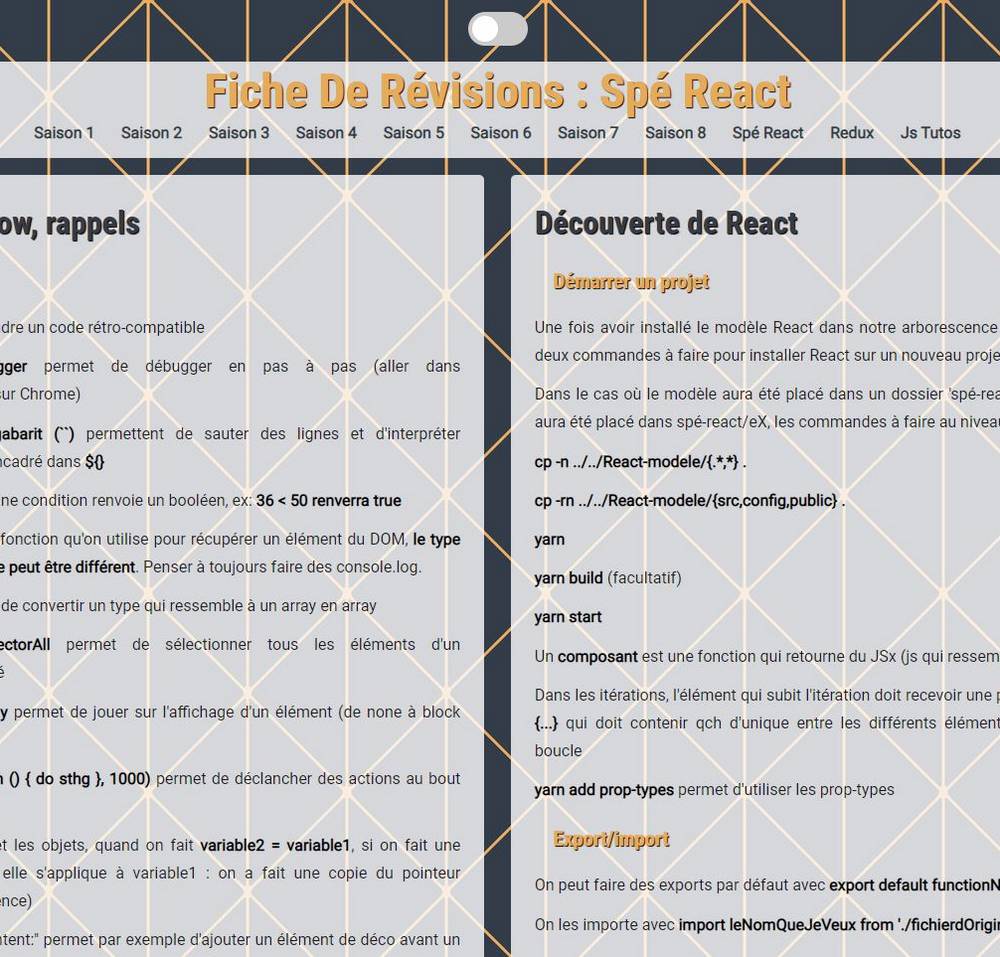 Fiche De Révisions : Spé React
Saison 1 Saison 2 Saison 3 Saison 4 Saison 5 Saison 6 Saison 7 Saison 8 Spé React Redux Js Tutos
ow, rappels
dre un code rétro-compatible
gger permet de débugger en pas à pas (aller dans
sur Chrome)
gabarit (``) permettent de sauter des lignes et d'interpréter
ncadré dans ${}
ne condition renvoie un booléen, ex: 36 < 50 renverra true
fonction qu'on utilise pour récupérer un élément du DOM, le type
e peut être différent. Penser à toujours faire des console.log.
de convertir un type qui ressemble à un array en array
ectorAll permet de sélectionner tous les éléments d'un
é
y permet de jouer sur l'affichage d'un élément (de none à block
n () { do sthg }, 1000) permet de déclancher des actions au bout
et les objets, quand on fait variable2 = variable1, si on fait une
elle s'applique à variable1 : on a fait une copie du pointeur
ence)
ntent:" permet par exemple d'ajouter un élément de déco avant un
Découverte de React
Démarrer un projet
Une fois avoir installé le modèle React dans notre arborescence
deux commandes à faire pour installer React sur un nouveau proje
Dans le cas où le modèle aura été placé dans un dossier 'spé-rea
aura été placé dans spé-react/eX, les commandes à faire au niveau
cp -n ../../React-modele/{.*,*} .
cp -rn ../../React-modele/{src,config,public} .
yarn
yarn build (facultatif)
yarn start
Un composant est une fonction qui retourne du JSx (js qui ressem
Dans les itérations, l'élément qui subit l'itération doit recevoir une p
{...} qui doit contenir qch d'unique entre les différents élément
boucle
yarn add prop-types permet d'utiliser les prop-types
Export/import
On peut faire des exports par défaut avec export default functionN
On les importe avec import leNomQueJeVeux from './fichierdOrigin